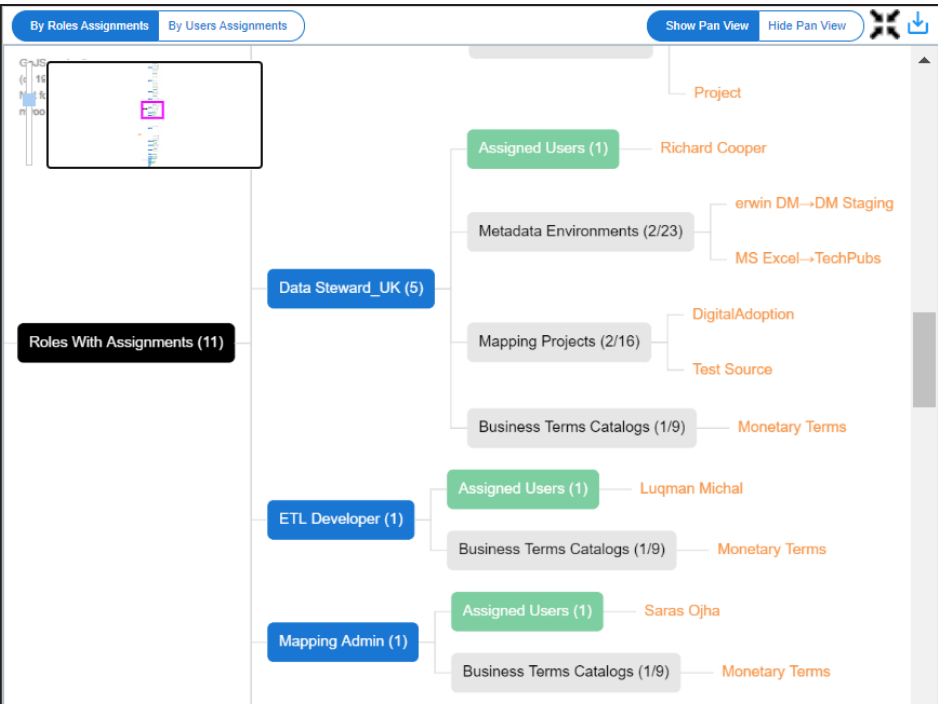 By Roles Assignments
By Users Assignments
Show Pan View
Hide Pan View
Project
Assigned Users (1)
Richard Cooper
Metadata Environments (2/23)
erwin DM→DM Staging
MS Excel→TechPubs
Data Steward_UK (5)
Mapping Projects (2/16)
DigitalAdoption
Test Source
Business Terms Catalogs (1/9)
Monetary Terms
Roles With Assignments (11)
ETL Developer (1)
Assigned Users (1)
Luqman Michal
Business Terms Catalogs (1/9)
Monetary Terms
Mapping Admin (1)
Assigned Users (1)
Saras Ojha
Business Terms Catalogs (1/9)
Monetary Terms